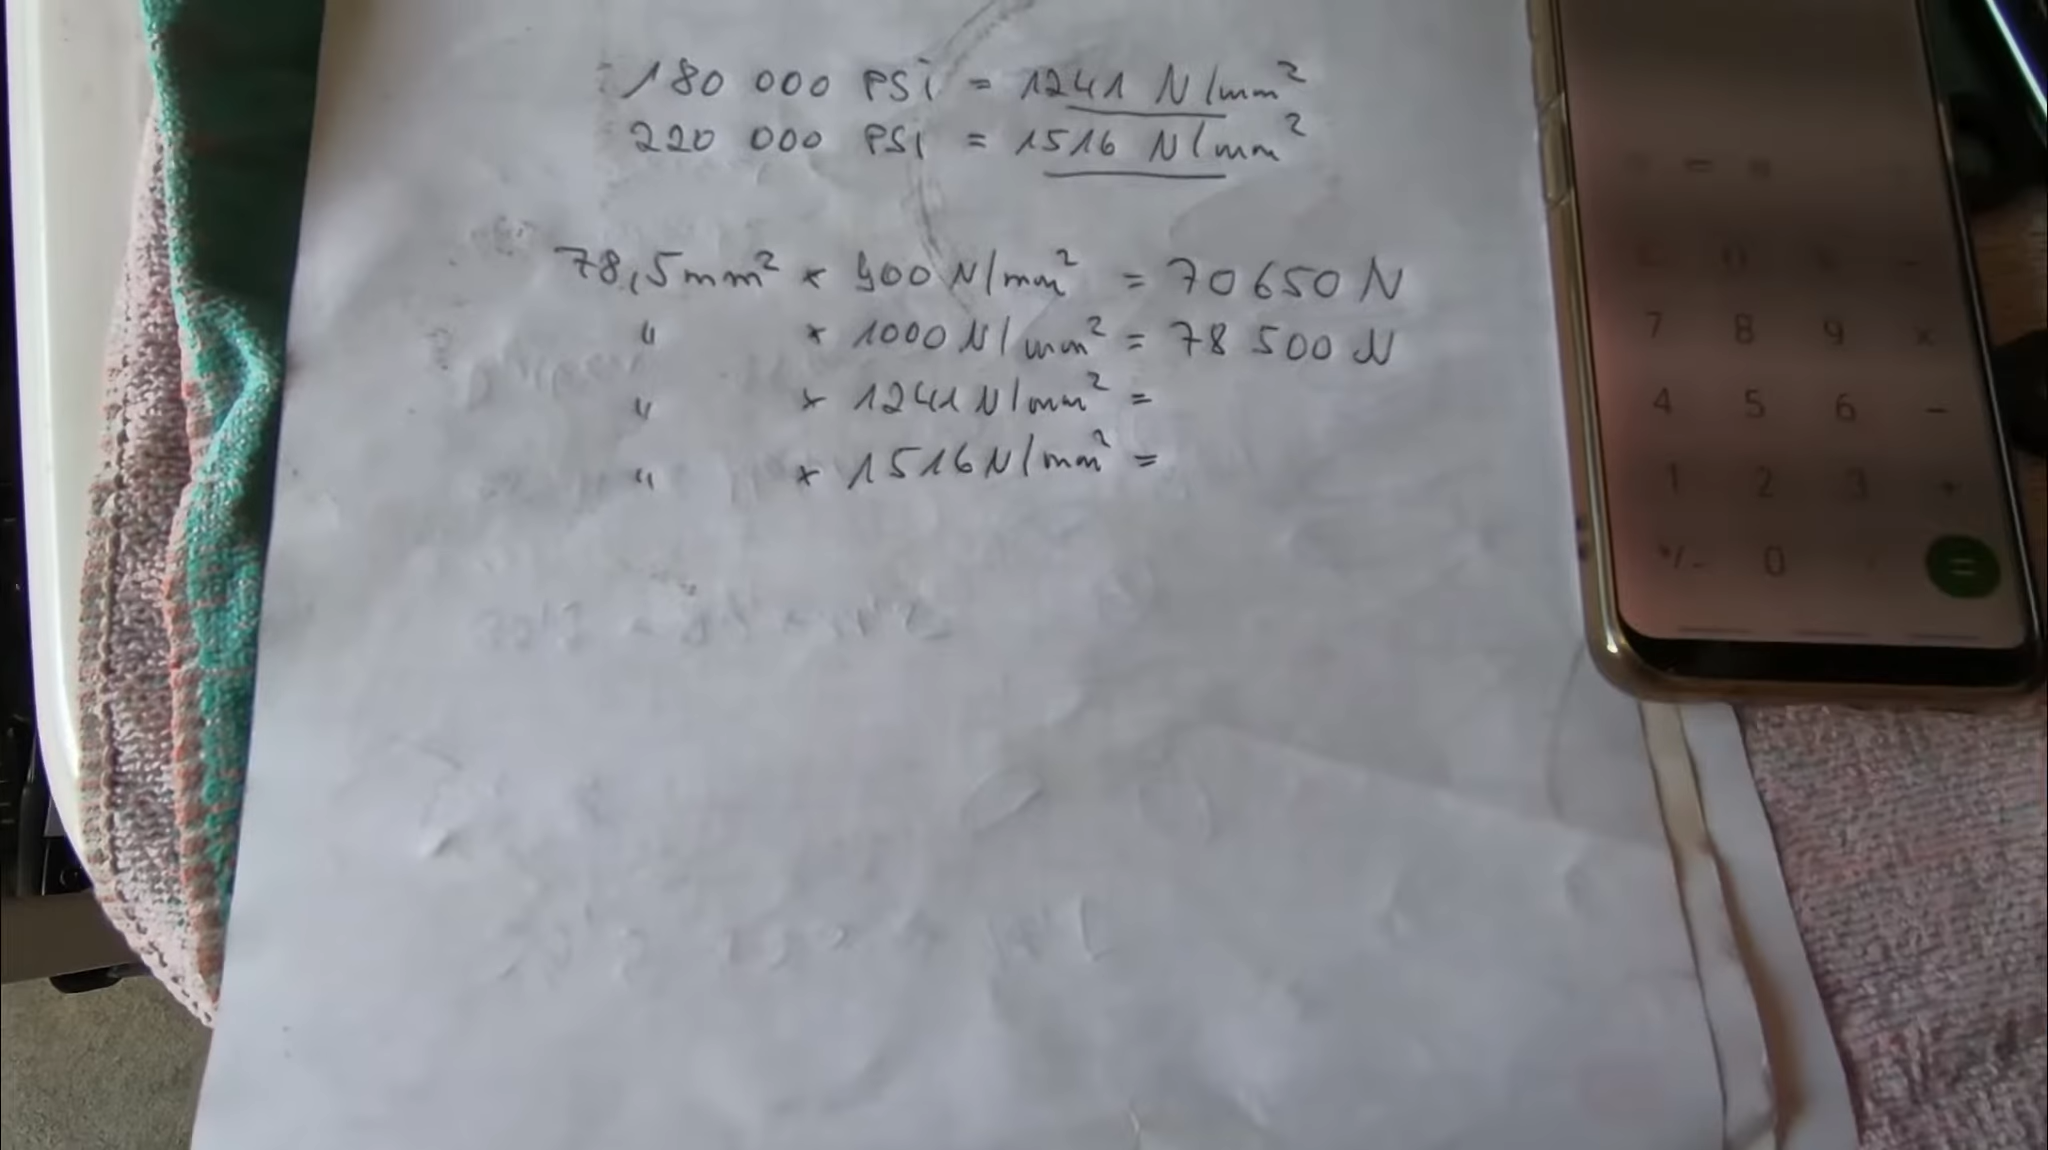 180 000 PSi = 1241 N/mm²
220 000 PSi = 1516 N/mm²
78,5mm² × 900 N/mm² = 70650 N
" × 1000 N/mm² = 78 500 N
" × 1241 N/mm² =
" × 1516 N/mm² =
7 8 9 ×
4 5 6 -
1 2 3 +
+/- 0 =